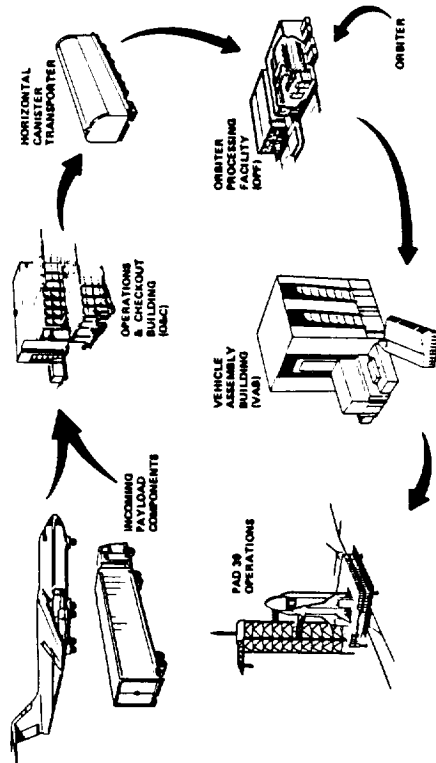 INCOMING
PAYLOAD
COMPONENTS
OPERATIONS
& CHECKOUT
BUILDING
(O&C)
HORIZONTAL
CANISTER
TRANSPORTER
PAD 39
OPERATIONS
VEHICLE
ASSEMBLY
BUILDING
(VAB)
ORBITER
PROCESSING
FACILITY
(OPF)
ORBITER